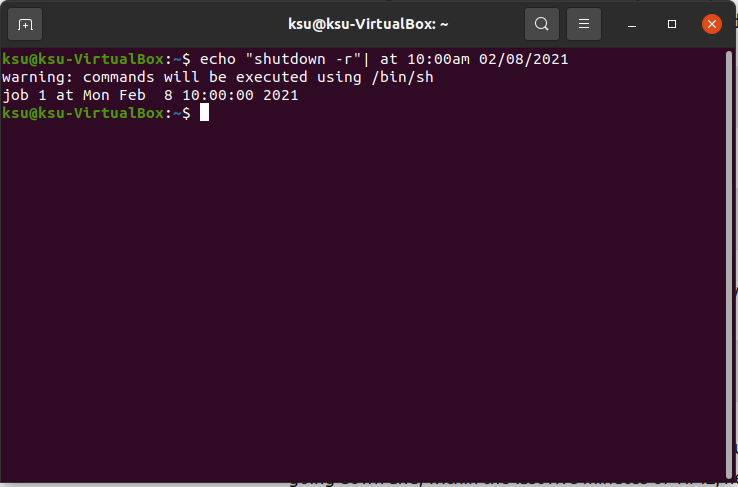 ksu@ksu-VirtualBox: ~
ksu@ksu-VirtualBox:~$ echo "shutdown -r"| at 10:00am 02/08/2021
warning: commands will be executed using /bin/sh
job 1 at Mon Feb  8 10:00:00 2021
ksu@ksu-VirtualBox:~$